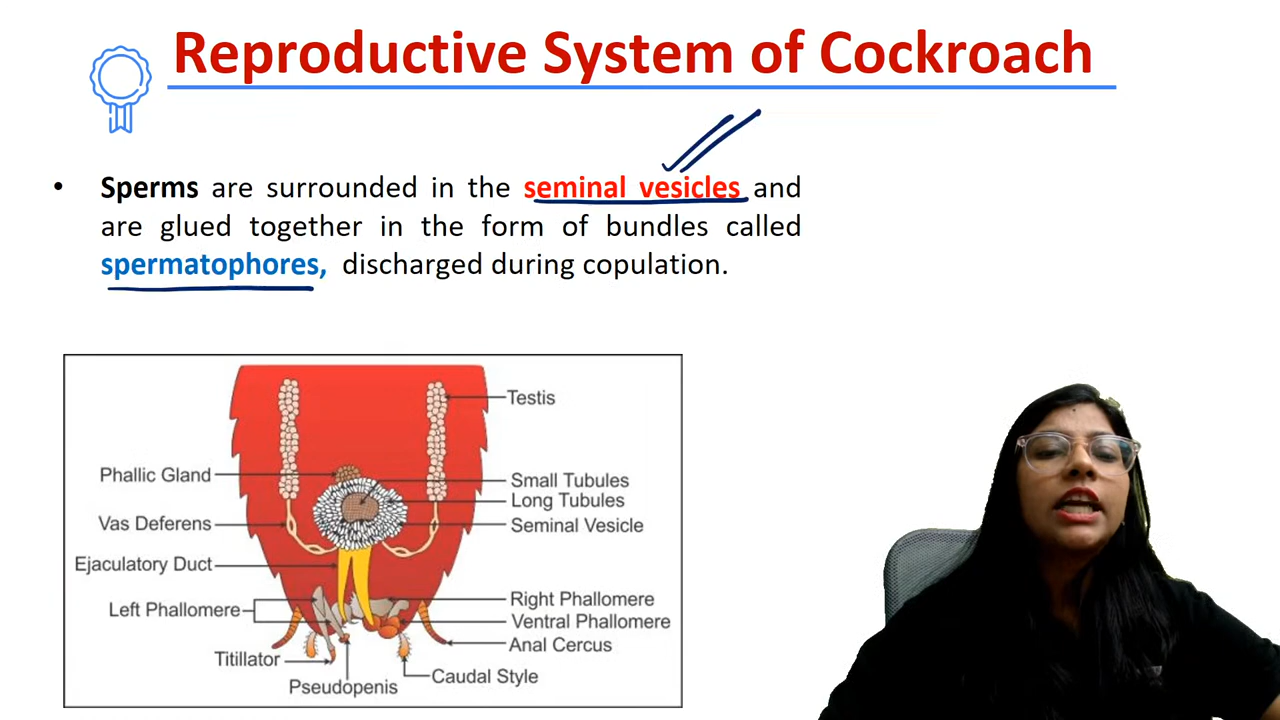 Reproductive System of Cockroach
• Sperms are surrounded in the seminal vesicles and
are glued together in the form of bundles called
spermatophores, discharged during copulation.
Testis
Phallic Gland
Small Tubules
Long Tubules
Vas Deferens
Seminal Vesicle
Ejaculatory Duct
Right Phallomere
Left Phallomere
Ventral Phallomere
Anal Cercus
Titillator
Caudal Style
Pseudopenis